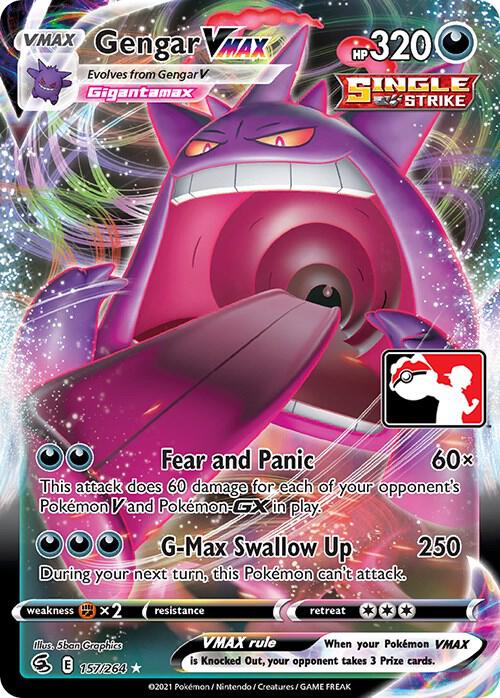 VMAX
Gengar VMAX
HP 320
Evolves from Gengar V
Gigantamax
SINGLE
STRIKE
Fear and Panic 60×
This attack does 60 damage for each of your opponent's
Pokémon V and Pokémon-GX in play.
G-Max Swallow Up 250
During your next turn, this Pokémon can't attack.
weakness ×2 resistance retreat
Illus. 5ban Graphics
E 157/264 ★
VMAX rule
When your Pokémon VMAX
is Knocked Out, your opponent takes 3 Prize cards.
©2021 Pokémon / Nintendo / Creatures / GAME FREAK